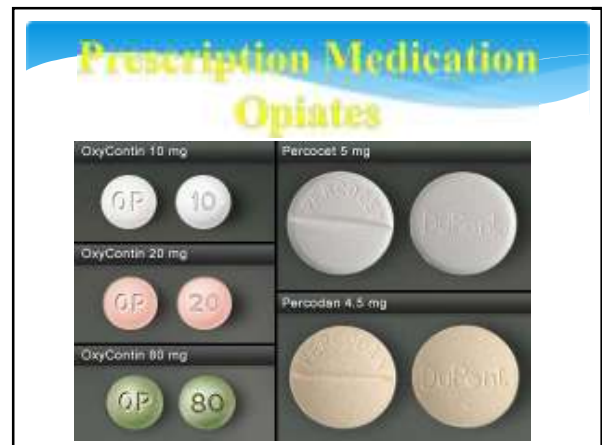 Prescription Medication
Opiates
OxyContin 10 mg
OP 10
OxyContin 20 mg
OP 20
OxyContin 80 mg
OP 80
Percocet 5 mg
DuPont
Percodan 4.5 mg
DuPont